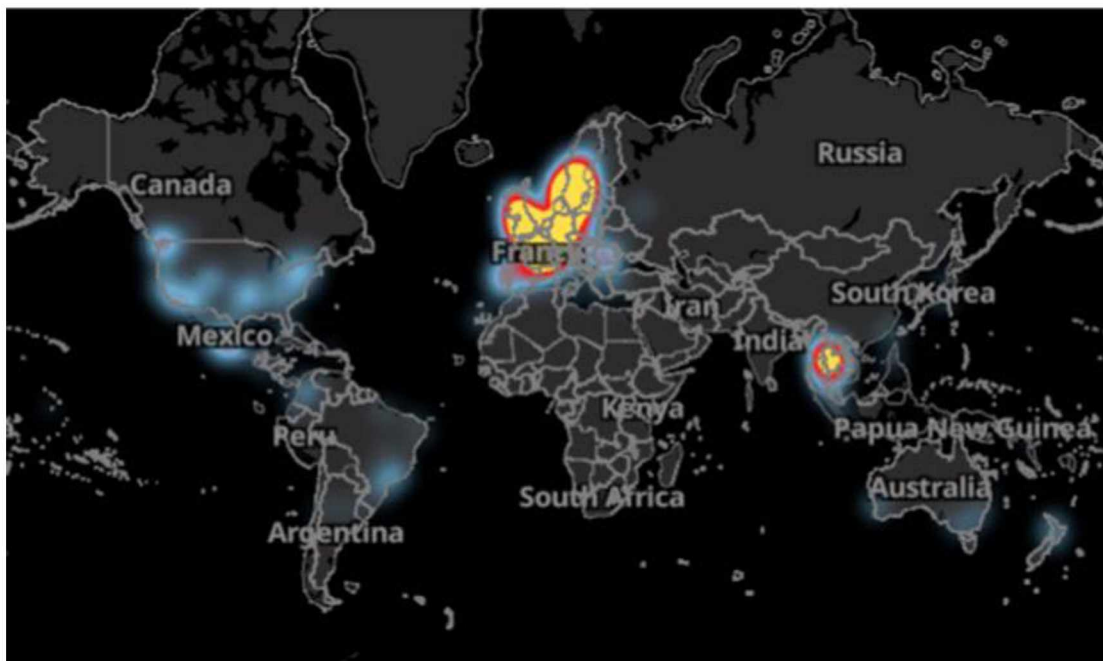 Russia
Canada
France
South Korea
Iran
Mexico
India
Kenya
Papua New Guinea
Peru
Australia
South Africa
Argentina